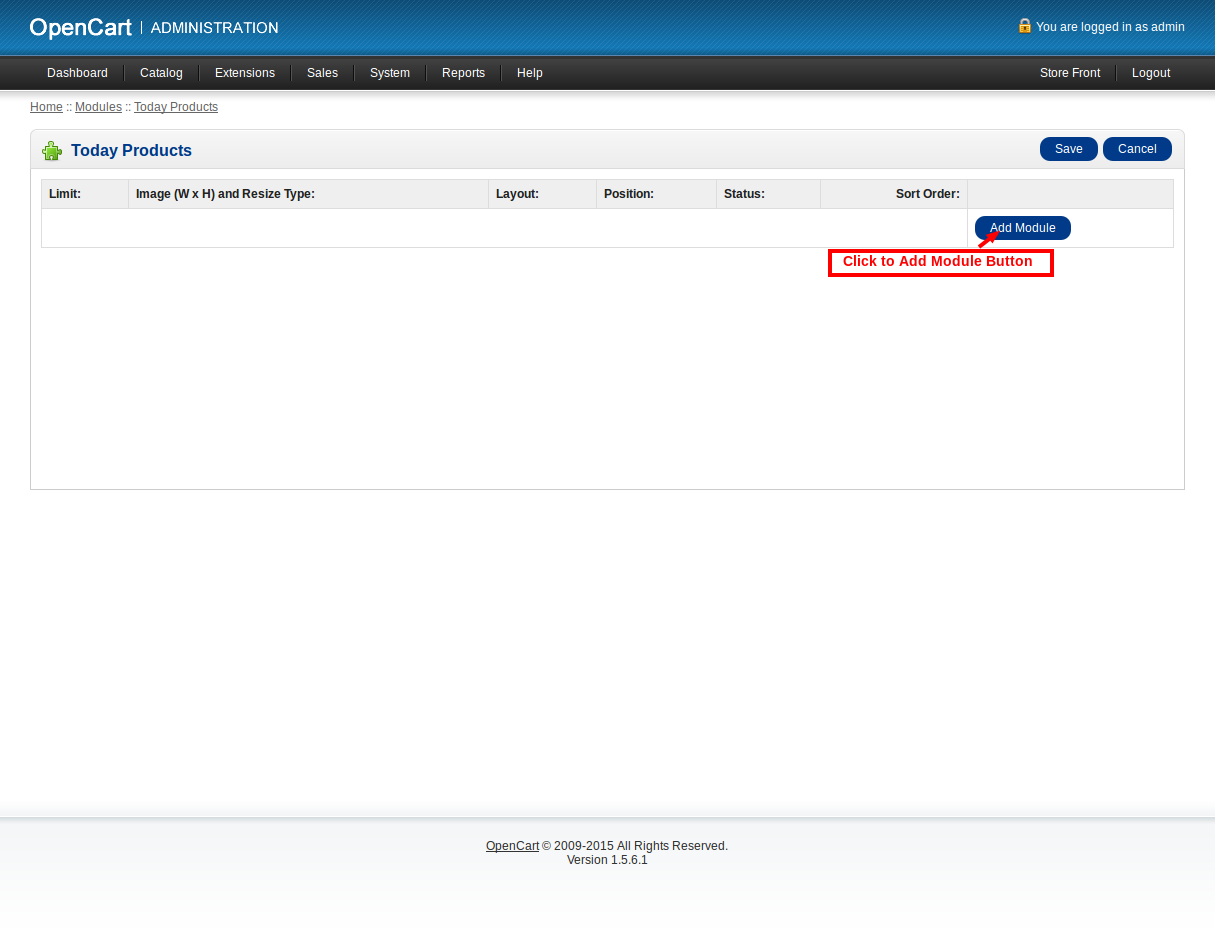 OpenCart | ADMINISTRATION
You are logged in as admin
Dashboard Catalog Extensions Sales System Reports Help Store Front Logout
Home :: Modules :: Today Products
Today Products
Save Cancel
Limit: Image (W x H) and Resize Type: Layout: Position: Status: Sort Order:
Add Module
Click to Add Module Button
OpenCart © 2009-2015 All Rights Reserved.
Version 1.5.6.1